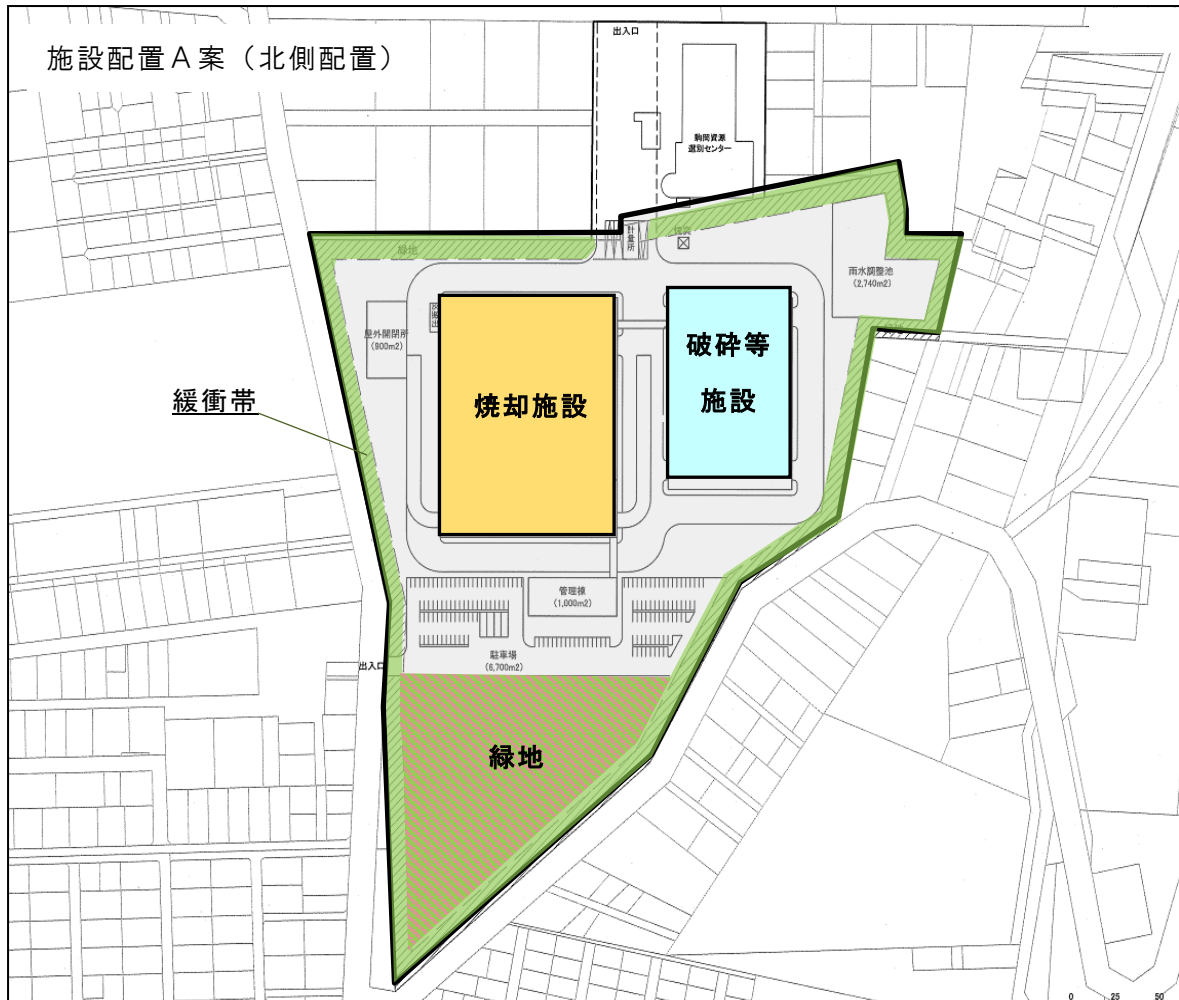 施設配置Ａ案（北側配置）
出入口
駒岡資源
選別センター
計量所
緑地
雨水調整池
（2,740m2）
屋外開閉所
（900m2）
破砕等
施設
焼却施設
緩衝帯
管理棟
（1,000m2）
駐車場
（6,700m2）
出入口
緑地
0 25 50